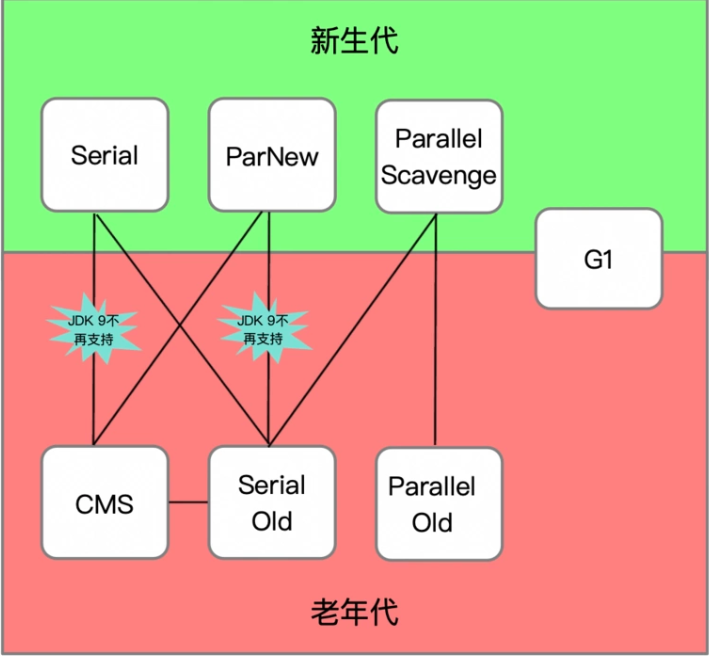 新生代
Serial
ParNew
Parallel
Scavenge
G1
JDK 9不
再支持
JDK 9不
再支持
CMS
Serial
Old
Parallel
Old
老年代